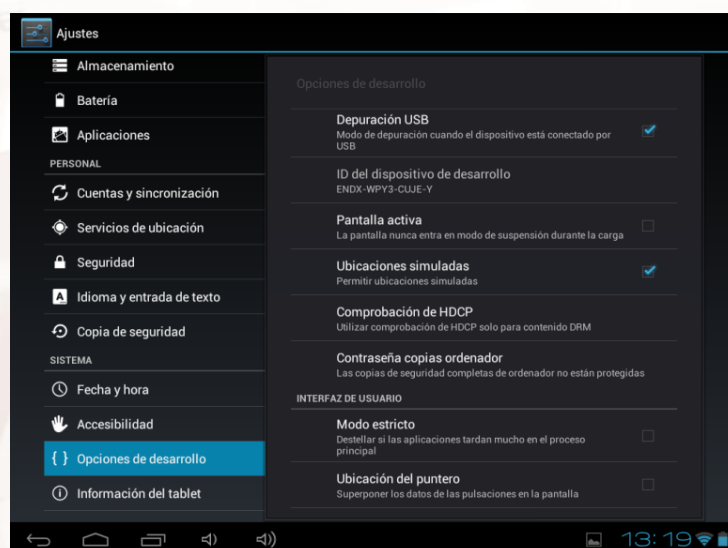 Ajustes
Almacenamiento
Batería
Aplicaciones
PERSONAL
Cuentas y sincronización
Servicios de ubicación
Seguridad
Idioma y entrada de texto
Copia de seguridad
SISTEMA
Fecha y hora
Accesibilidad
Opciones de desarrollo
Información del tablet
Opciones de desarrollo
Depuración USB
Modo de depuración cuando el dispositivo está conectado por
USB
ID del dispositivo de desarrollo
ENDX-WPY3-CUJE-Y
Pantalla activa
La pantalla nunca entra en modo de suspensión durante la carga
Ubicaciones simuladas
Permitir ubicaciones simuladas
Comprobación de HDCP
Utilizar comprobación de HDCP solo para contenido DRM
Contraseña copias ordenador
Las copias de seguridad completas de ordenador no están protegidas
INTERFAZ DE USUARIO
Modo estricto
Destellar si las aplicaciones tardan mucho en el proceso
principal
Ubicación del puntero
Superponer los datos de las pulsaciones en la pantalla
13:19